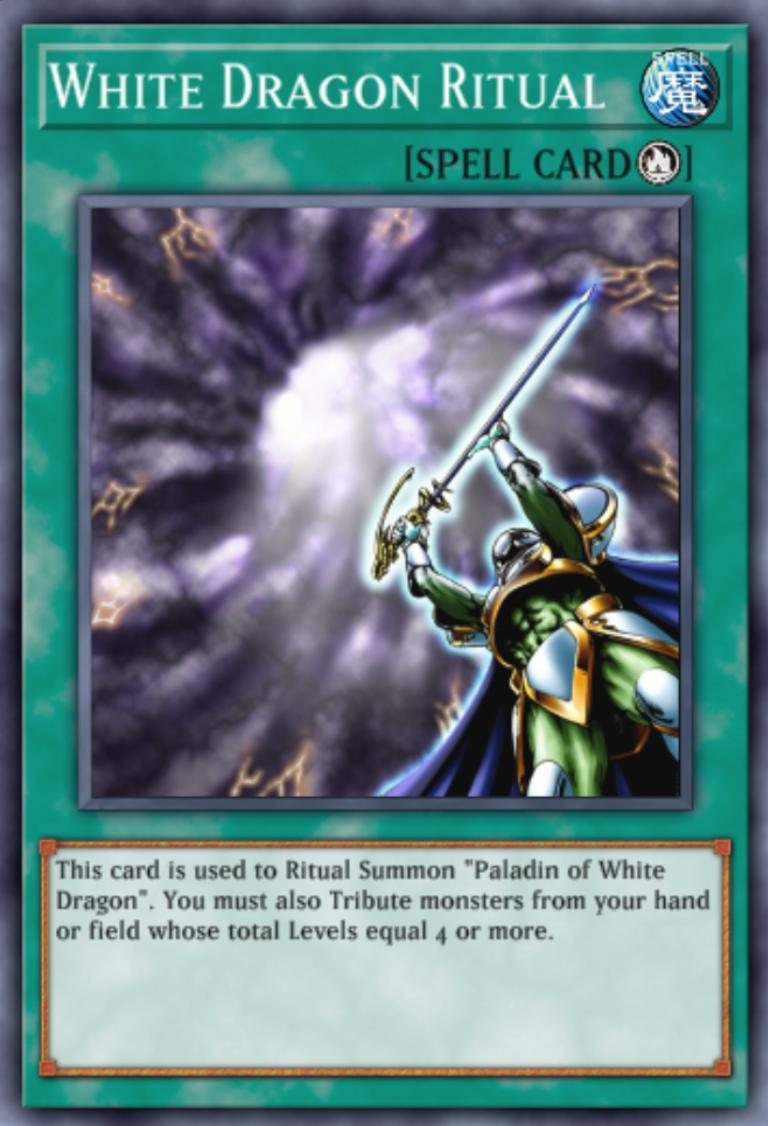 White Dragon Ritual
SPELL
魔
[SPELL CARD]
This card is used to Ritual Summon "Paladin of White
Dragon". You must also Tribute monsters from your hand
or field whose total Levels equal 4 or more.